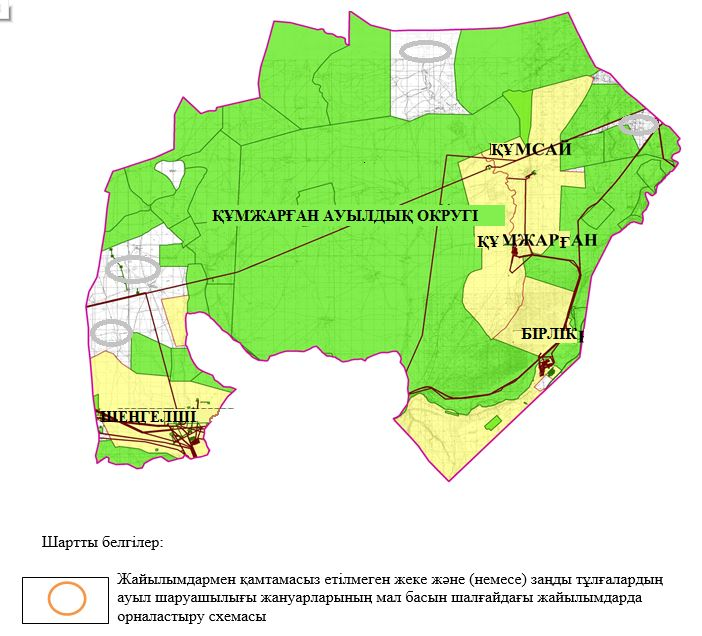 ҚҰМСАЙ
ҚҰМЖАРҒАН АУЫЛДЫҚ ОКРУГІ
ҚҰМЖАРҒАН
БІРЛІК
ШЕНГЕЛШІ
Шартты белгілер:
Жайылымдармен қамтамасыз етілмеген жеке және (немесе) заңды тұлғалардың
ауыл шаруашылығы жануарларының мал басын шалғайдағы жайылымдарда
орналастыру схемасы